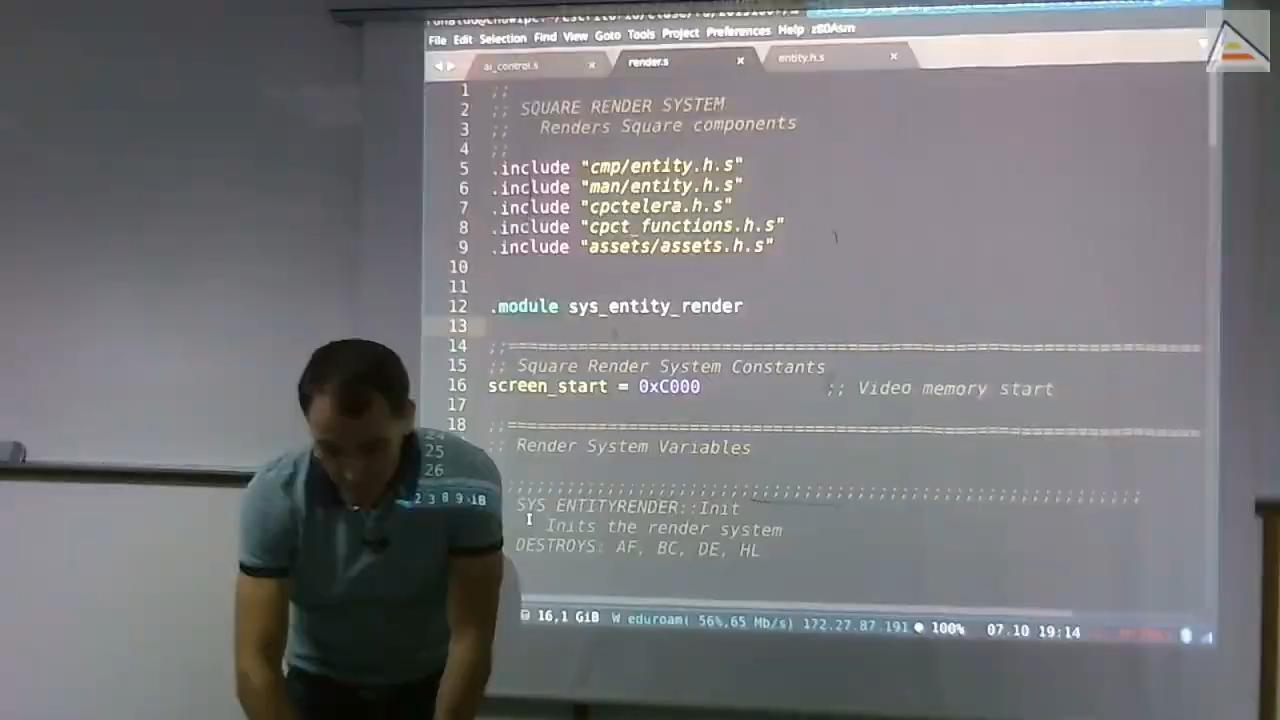 File Edit Selection Find View Goto Tools Project Preferences Help z80Asm
ai_control.s × render.s × entity.h.s ×
1 ;;
2 ;; SQUARE RENDER SYSTEM
3 ;; Renders Square components
4 ;;
5 .include "cmp/entity.h.s"
6 .include "man/entity.h.s"
7 .include "cpctelera.h.s"
8 .include "cpct_functions.h.s"
9 .include "assets/assets.h.s"
10
11
12 .module sys_entity_render
13
14 ;;======================================================================
15 ;; Square Render System Constants
16 screen_start = 0xC000 ;; Video memory start
17
18 ;;======================================================================
;; Render System Variables
24
25 SYS_ENTITYRENDER::Init
26 Inits the render system
DESTROYS: AF, BC, DE, HL
16,1 GiB W eduroam( 56%,65 Mb/s) 172.27.87.191 100% 07.10 19:14